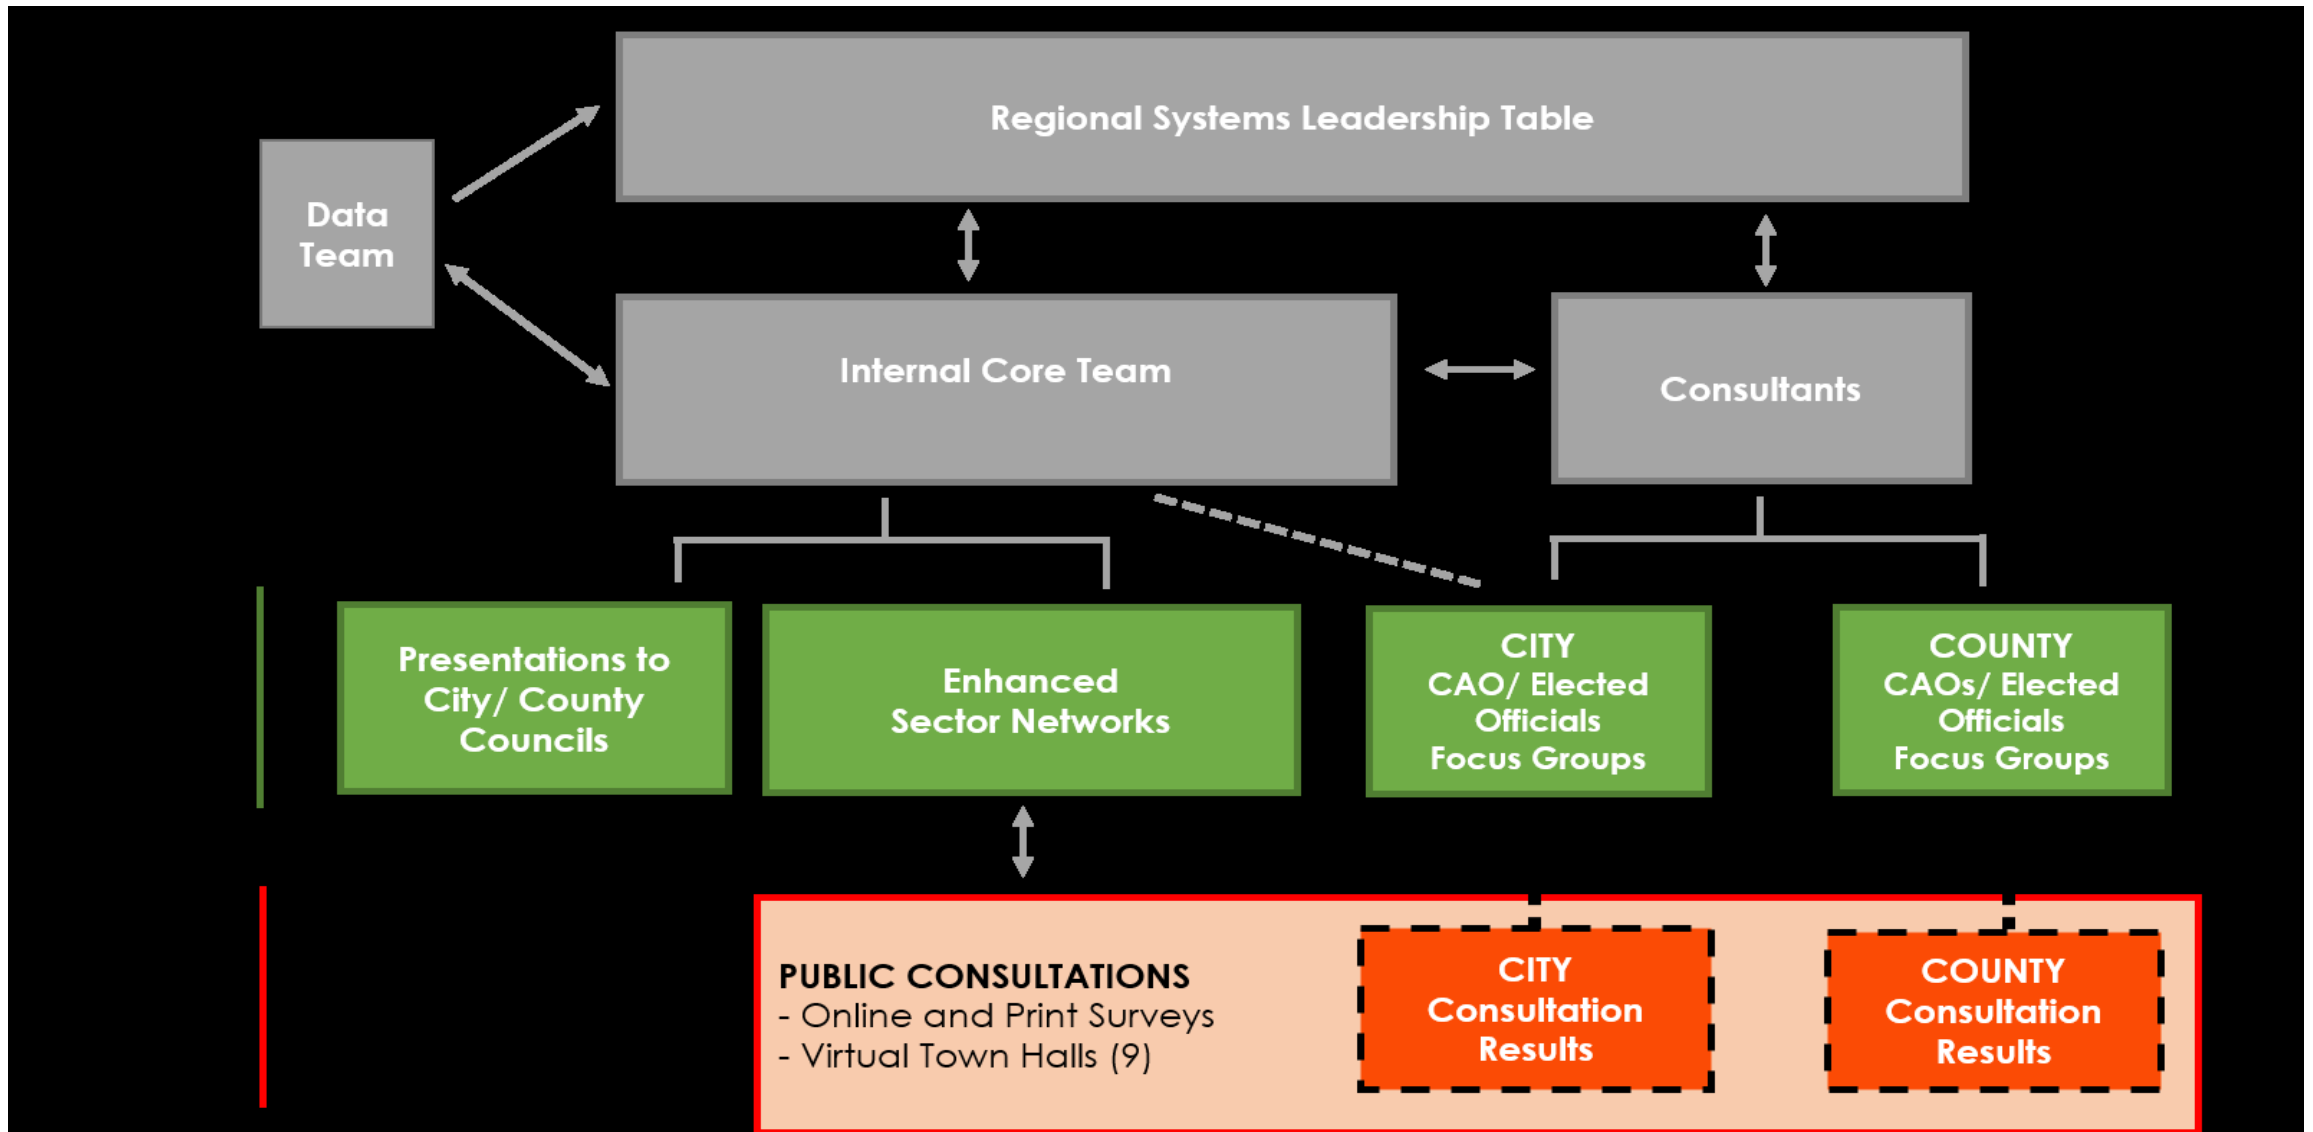 Regional Systems Leadership Table
Data
Team
Internal Core Team
Consultants
Presentations to
City/ County
Councils
Enhanced
Sector Networks
CITY
CAO/ Elected
Officials
Focus Groups
COUNTY
CAOs/ Elected
Officials
Focus Groups
PUBLIC CONSULTATIONS
- Online and Print Surveys
- Virtual Town Halls (9)
CITY
Consultation
Results
COUNTY
Consultation
Results